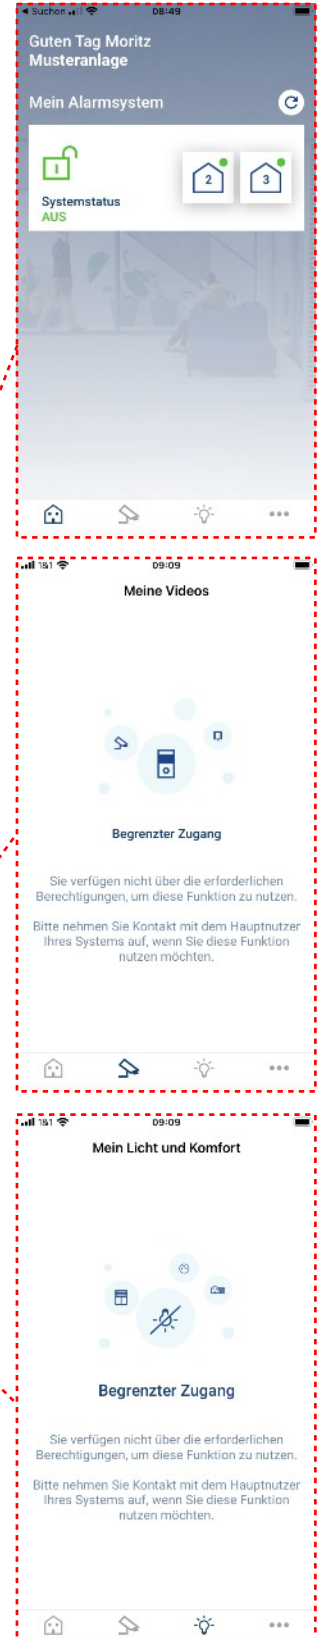 Suchen
08:49
Guten Tag Moritz
Musteranlage
Mein Alarmsystem
1
2
3
Systemstatus
AUS
1&1
09:09
Meine Videos
Begrenzter Zugang
Sie verfügen nicht über die erforderlichen
Berechtigungen, um diese Funktion zu nutzen.
Bitte nehmen Sie Kontakt mit dem Hauptnutzer
Ihres Systems auf, wenn Sie diese Funktion
nutzen möchten.
1&1
09:09
Mein Licht und Komfort
Begrenzter Zugang
Sie verfügen nicht über die erforderlichen
Berechtigungen, um diese Funktion zu nutzen.
Bitte nehmen Sie Kontakt mit dem Hauptnutzer
Ihres Systems auf, wenn Sie diese Funktion
nutzen möchten.